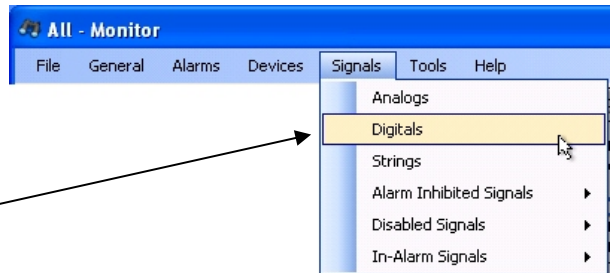 All - Monitor
File General Alarms Devices Signals Tools Help
Analogs
Digitals
Strings
Alarm Inhibited Signals
Disabled Signals
In-Alarm Signals